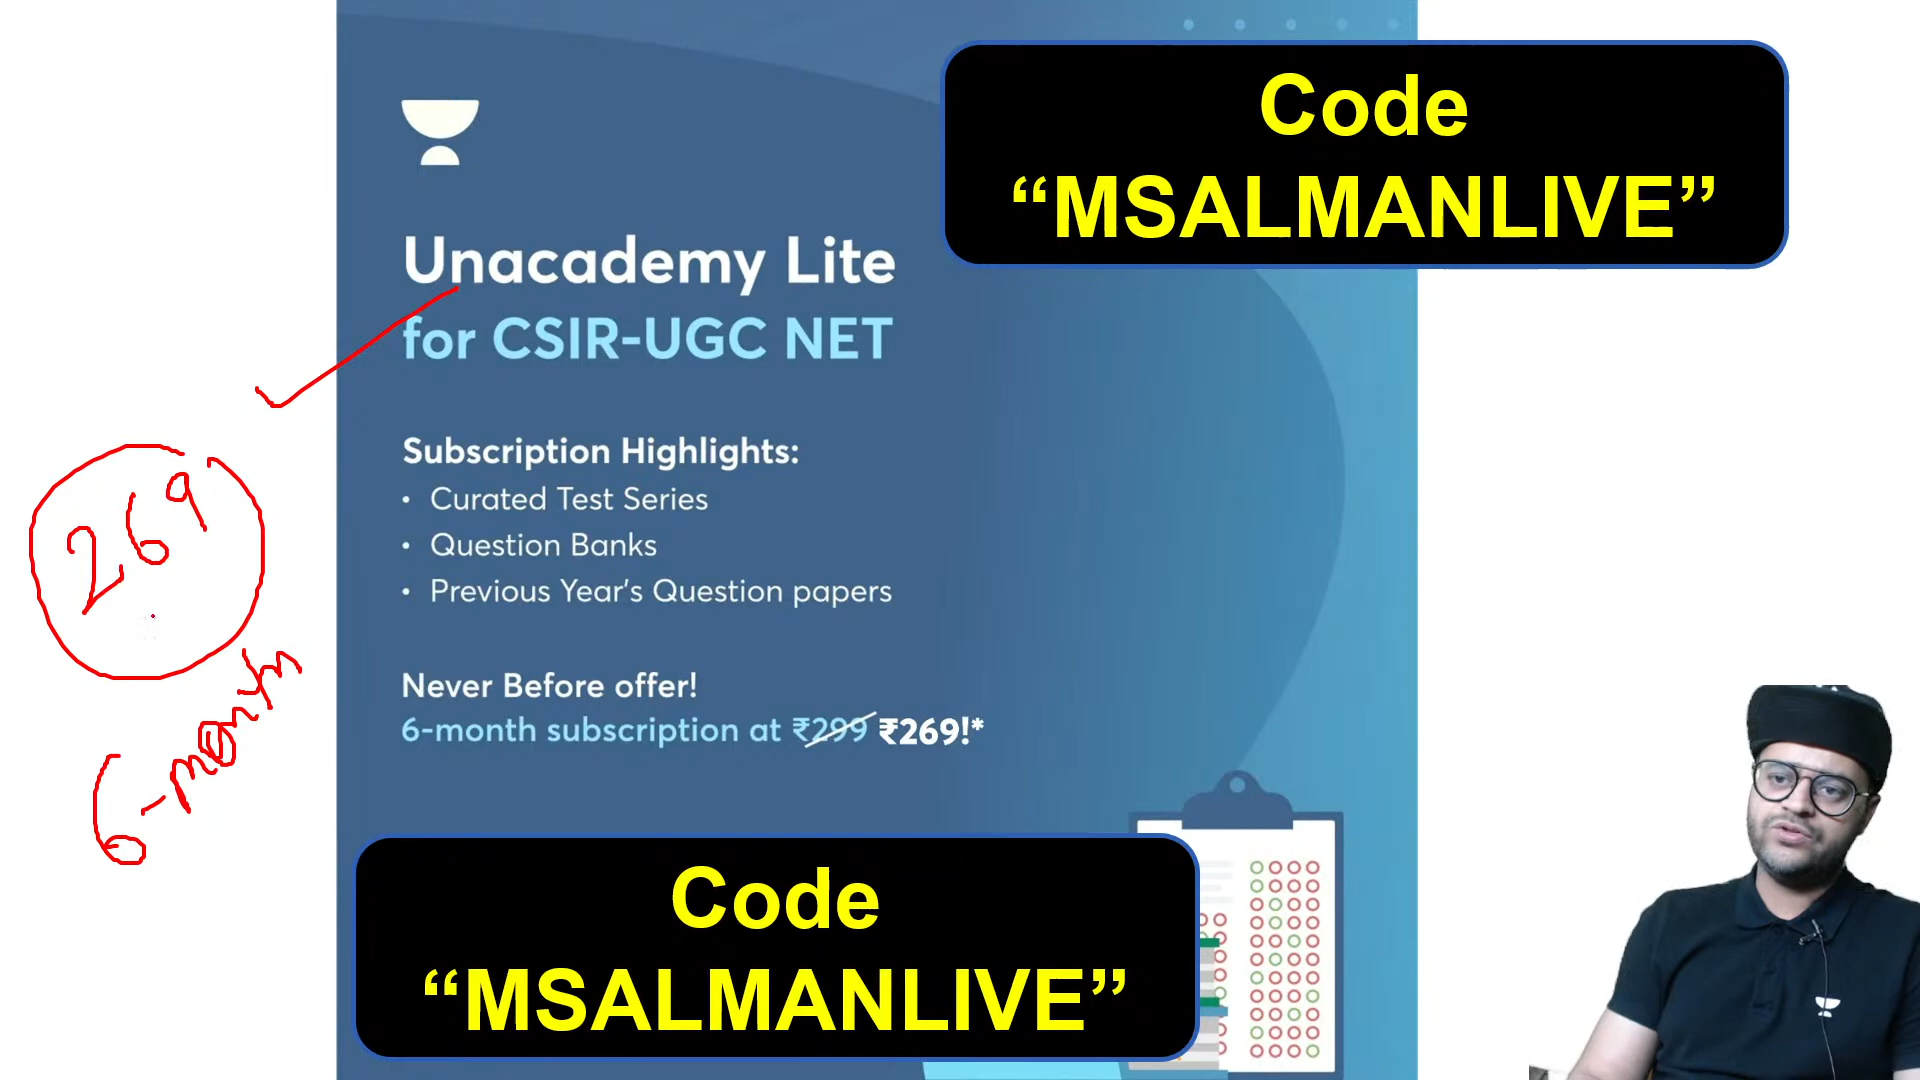 Code
“MSALMANLIVE”
Unacademy Lite
for CSIR-UGC NET
Subscription Highlights:
• Curated Test Series
• Question Banks
• Previous Year's Question papers
269
6-months
Never Before offer!
6-month subscription at ₹299 ₹269!*
Code
“MSALMANLIVE”